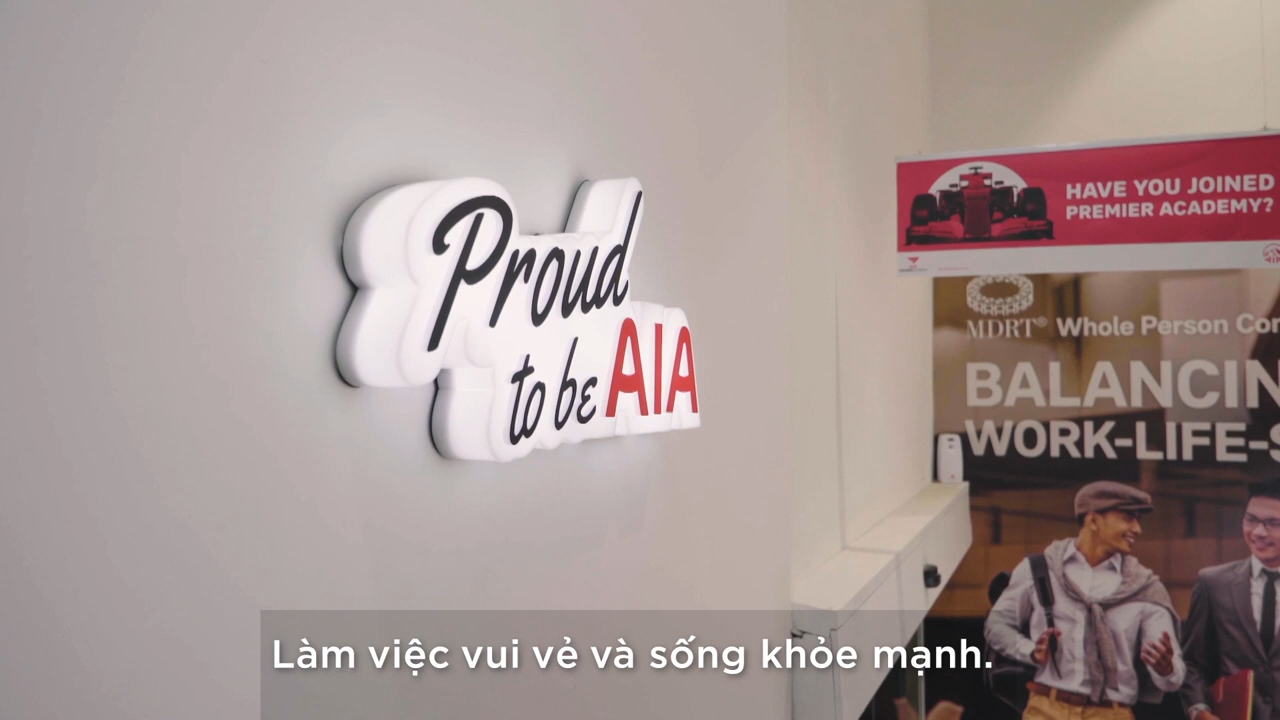 Proud
to be AIA
HAVE YOU JOINED
PREMIER ACADEMY?
MDRT® Whole Person
BALANCIN
WORK-LIFE-S
Làm việc vui vẻ và sống khỏe mạnh.